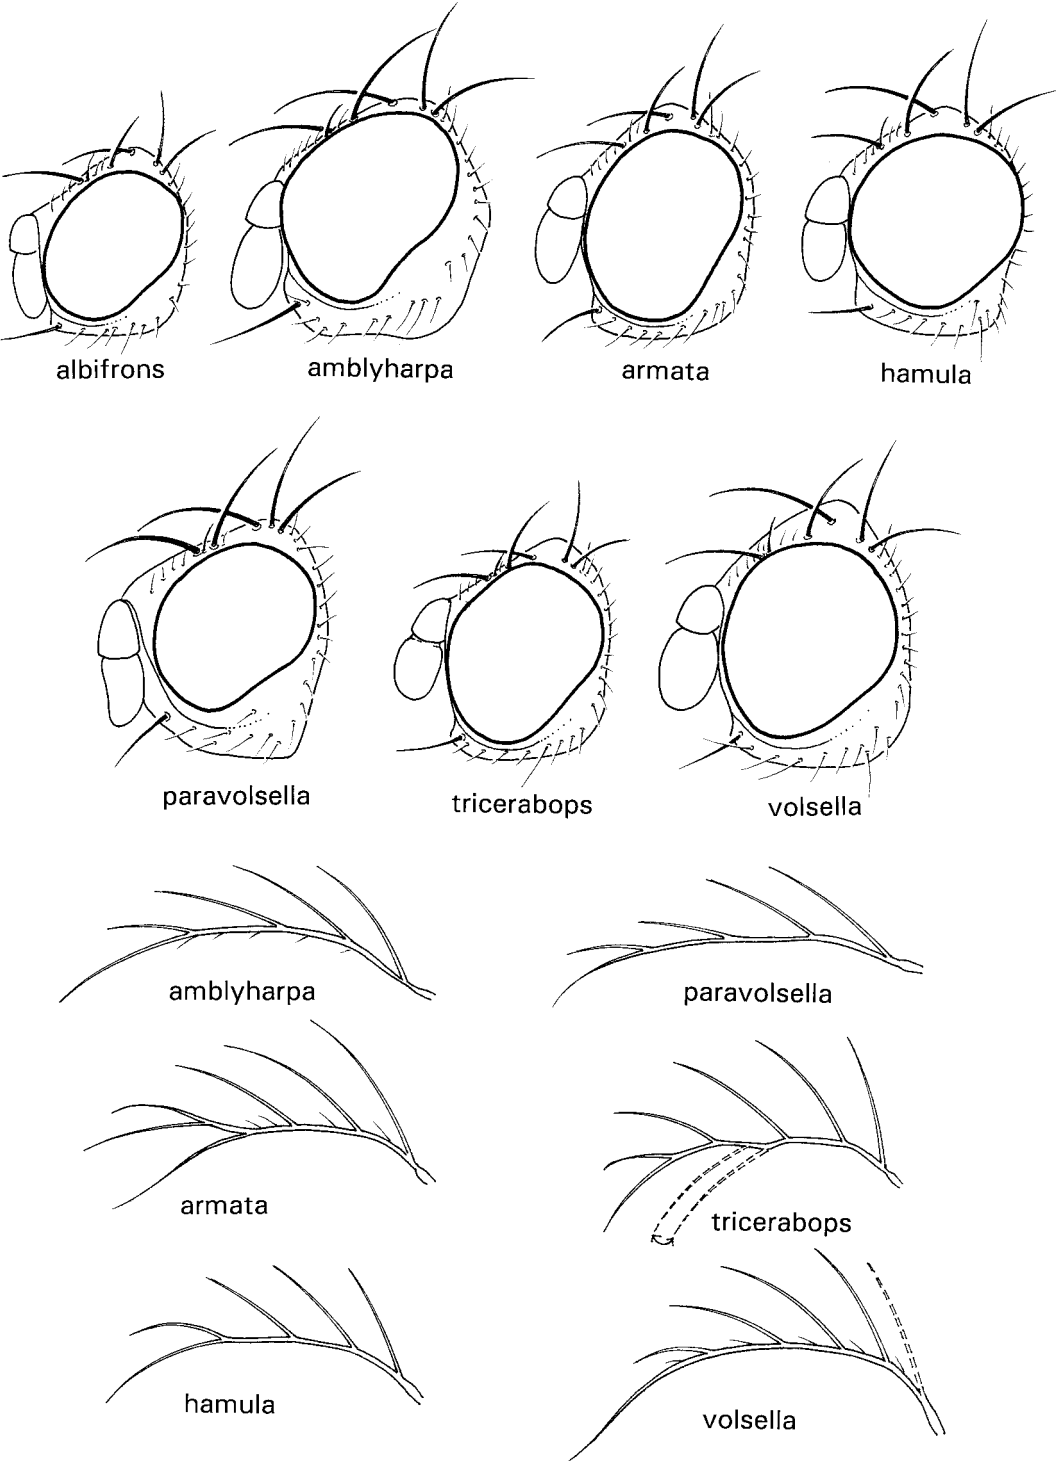 albifrons
amblyharpa
armata
hamula
paravolsella
tricerabops
volsella
amblyharpa
paravolsella
armata
tricerabops
hamula
volsella